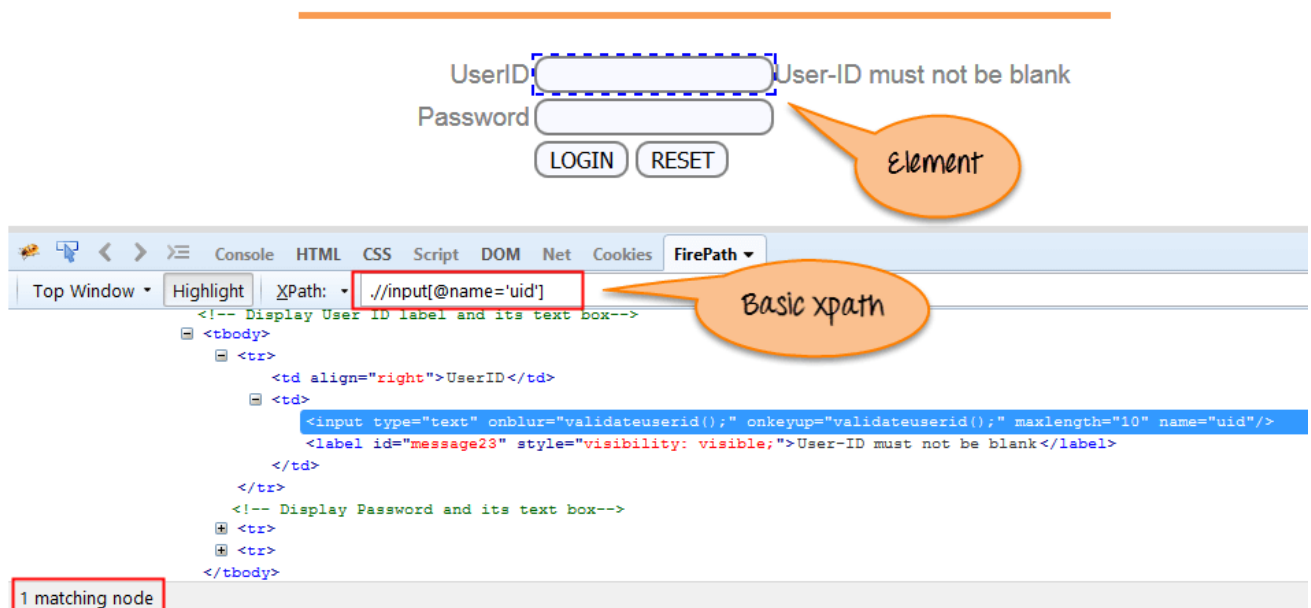 UserID User-ID must not be blank
Password
LOGIN RESET
Element
Console HTML CSS Script DOM Net Cookies FirePath
Top Window Highlight XPath: .//input[@name='uid']
Basic xpath
<!-- Display User ID label and its text box-->
<tbody>
<tr>
<td align="right">UserID</td>
<td>
<input type="text" onblur="validateuserid();" onkeyup="validateuserid();" maxlength="10" name="uid"/>
<label id="message23" style="visibility: visible;">User-ID must not be blank</label>
</td>
</tr>
<!-- Display Password and its text box-->
<tr>
<tr>
</tbody>
1 matching node